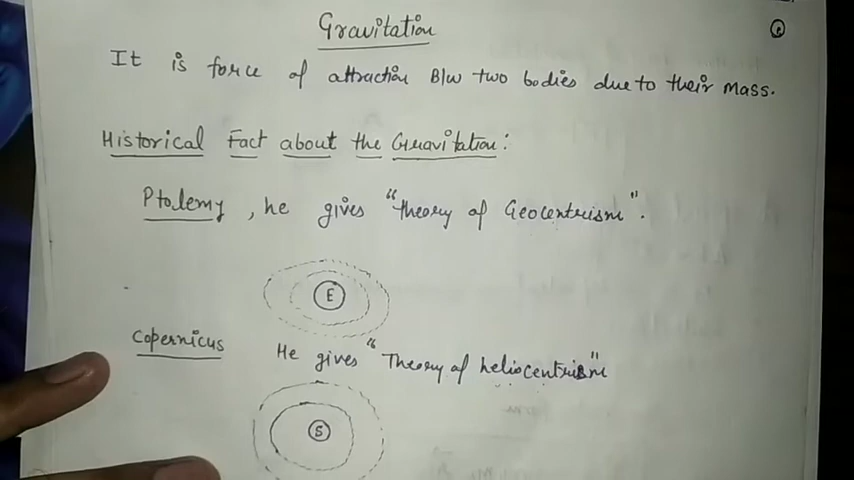 Gravitation
It is force of attraction B/w two bodies due to their mass.
Historical Fact about the Gravitation:
Ptolemy, he gives "theory of Geocentrism".
E
Copernicus He gives "Theory of heliocentrism"
S